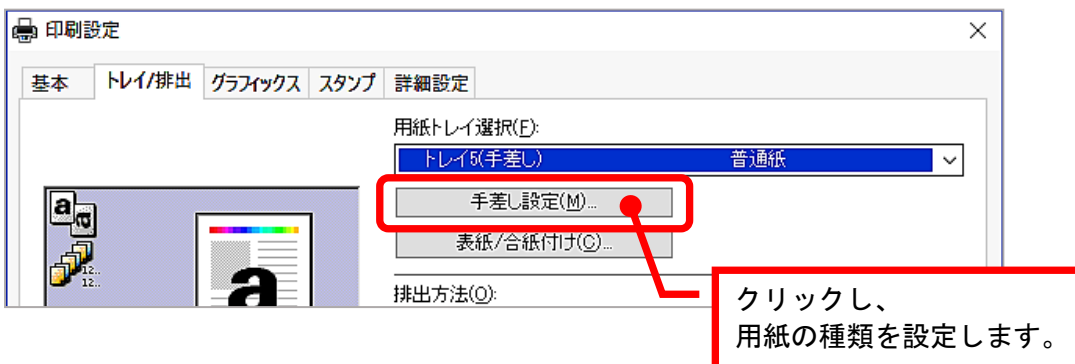 印刷設定
基本 トレイ/排出 グラフィックス スタンプ 詳細設定
用紙トレイ選択(F):
トレイ5(手差し) 普通紙
手差し設定(M)...
表紙/合紙付け(C)...
排出方法(O):
a a
12..
12..
a
クリックし、
用紙の種類を設定します。